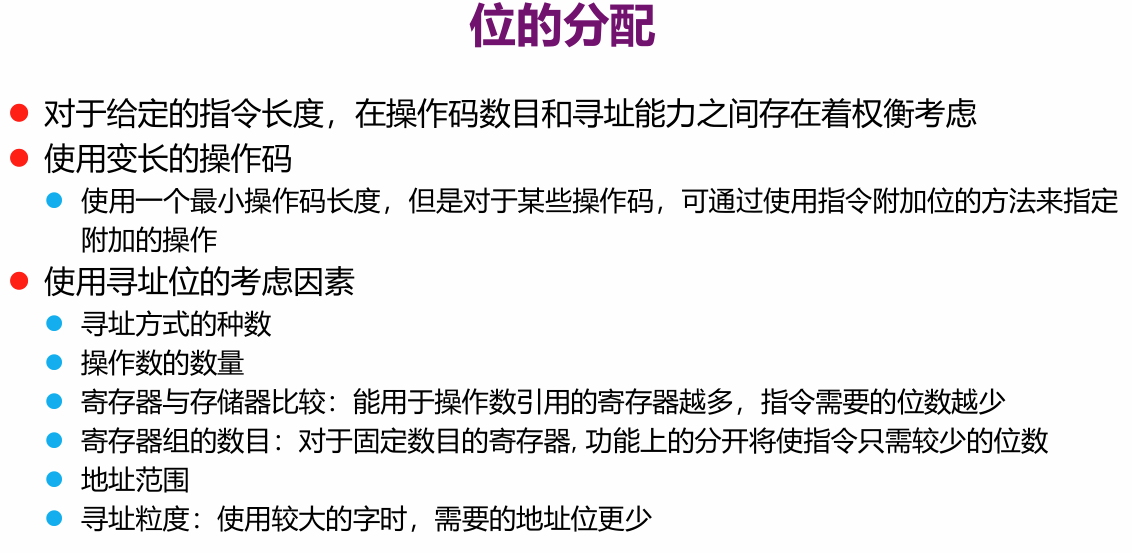 位的分配
对于给定的指令长度，在操作码数目和寻址能力之间存在着权衡考虑
使用变长的操作码
使用一个最小操作码长度，但是对于某些操作码，可通过使用指令附加位的方法来指定
附加的操作
使用寻址位的考虑因素
寻址方式的种数
操作数的数量
寄存器与存储器比较：能用于操作数引用的寄存器越多，指令需要的位数越少
寄存器组的数目：对于固定数目的寄存器, 功能上的分开将使指令只需较少的位数
地址范围
寻址粒度：使用较大的字时，需要的地址位更少